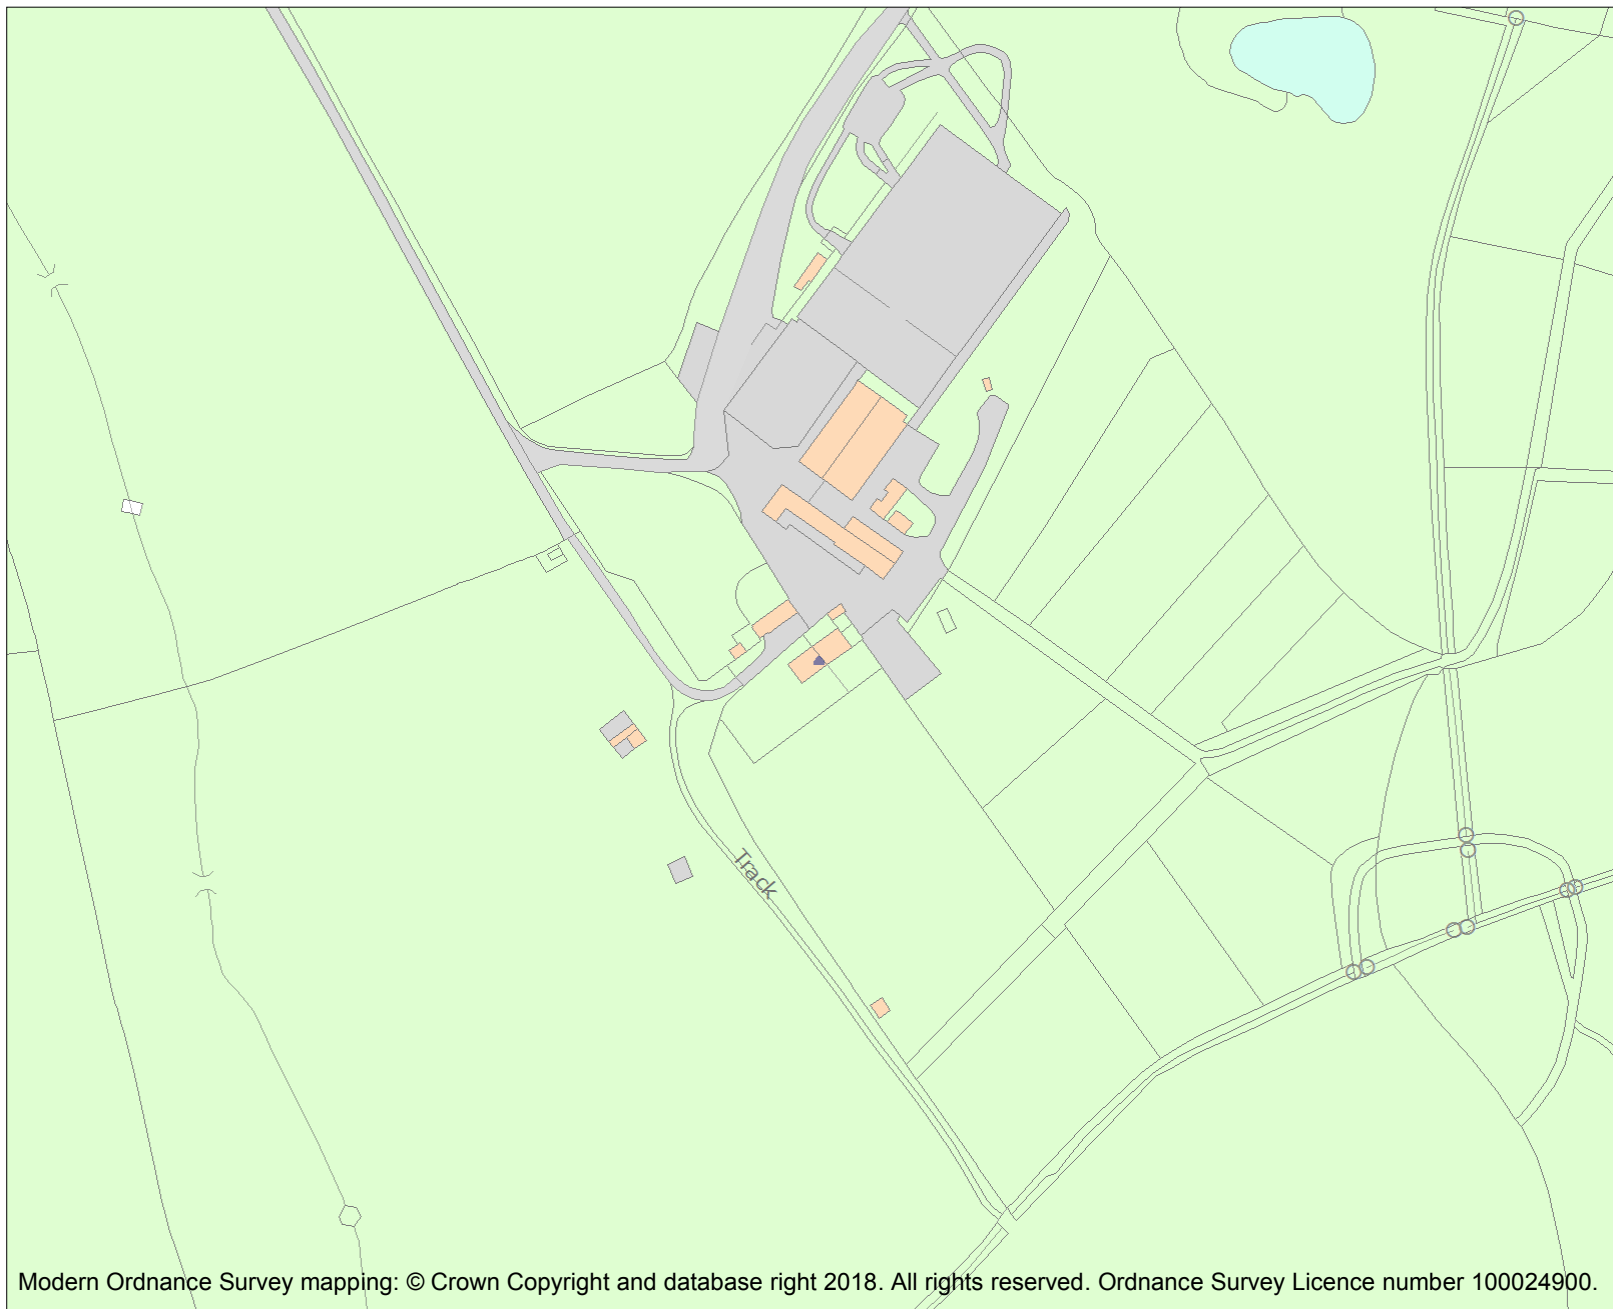 Track
Modern Ordnance Survey mapping: © Crown Copyright and database right 2018. All rights reserved. Ordnance Survey Licence number 100024900.